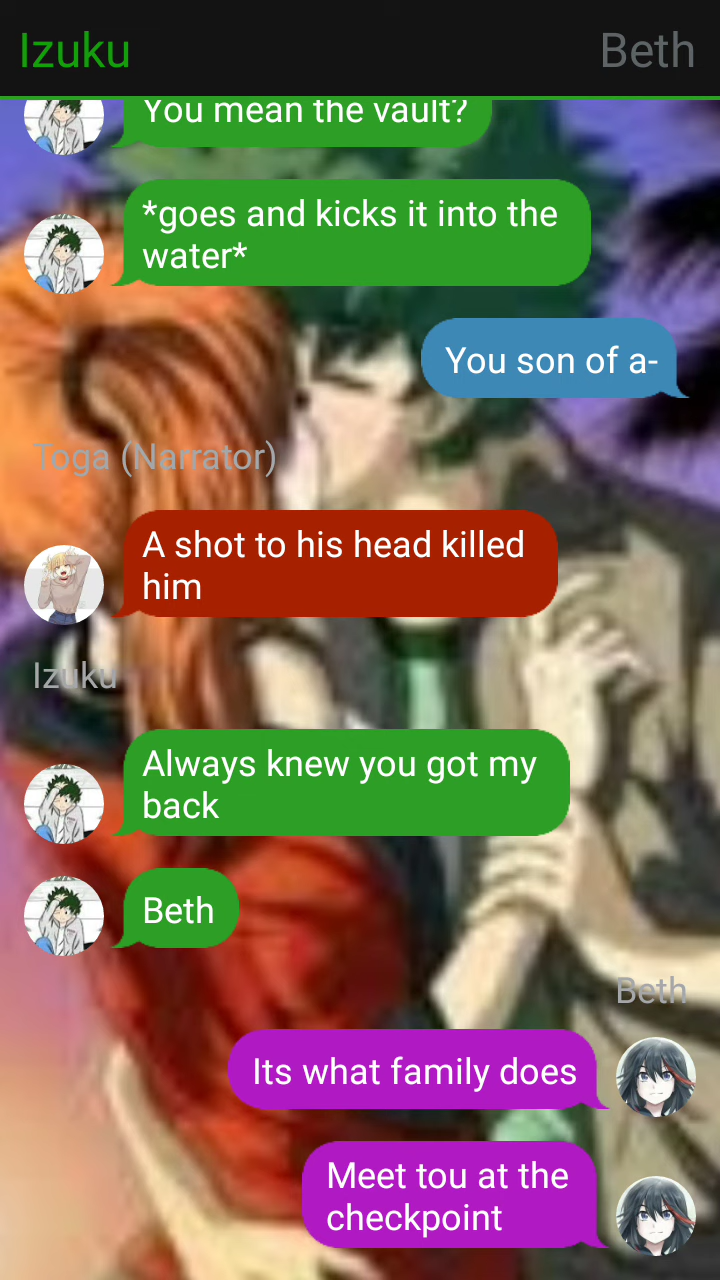 Izuku
Beth
You mean the vault?
*goes and kicks it into the
water*
You son of a-
Toga (Narrator)
A shot to his head killed
him
Izuku
Always knew you got my
back
Beth
Beth
Its what family does
Meet tou at the
checkpoint